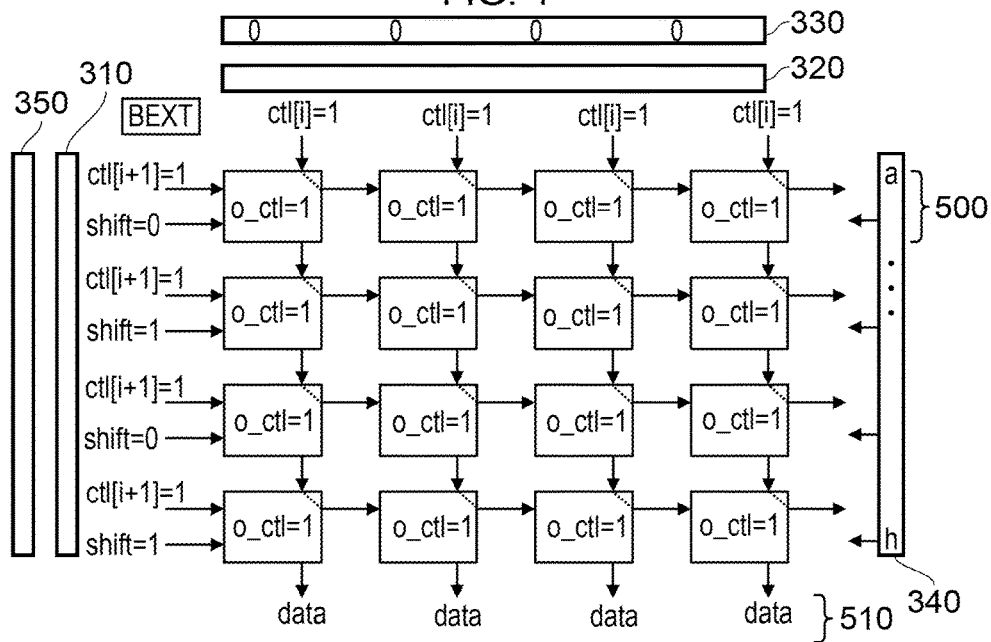 0 0 0 0 330
320
350 310 BEXT ctl[i]=1 ctl[i]=1 ctl[i]=1 ctl[i]=1
ctl[i+1]=1 a
o_ctl=1 o_ctl=1 o_ctl=1 o_ctl=1 500
shift=0
ctl[i+1]=1
o_ctl=1 o_ctl=1 o_ctl=1 o_ctl=1
shift=1
ctl[i+1]=1
o_ctl=1 o_ctl=1 o_ctl=1 o_ctl=1
shift=0
ctl[i+1]=1
o_ctl=1 o_ctl=1 o_ctl=1 o_ctl=1
shift=1 h
340
data data data data 510